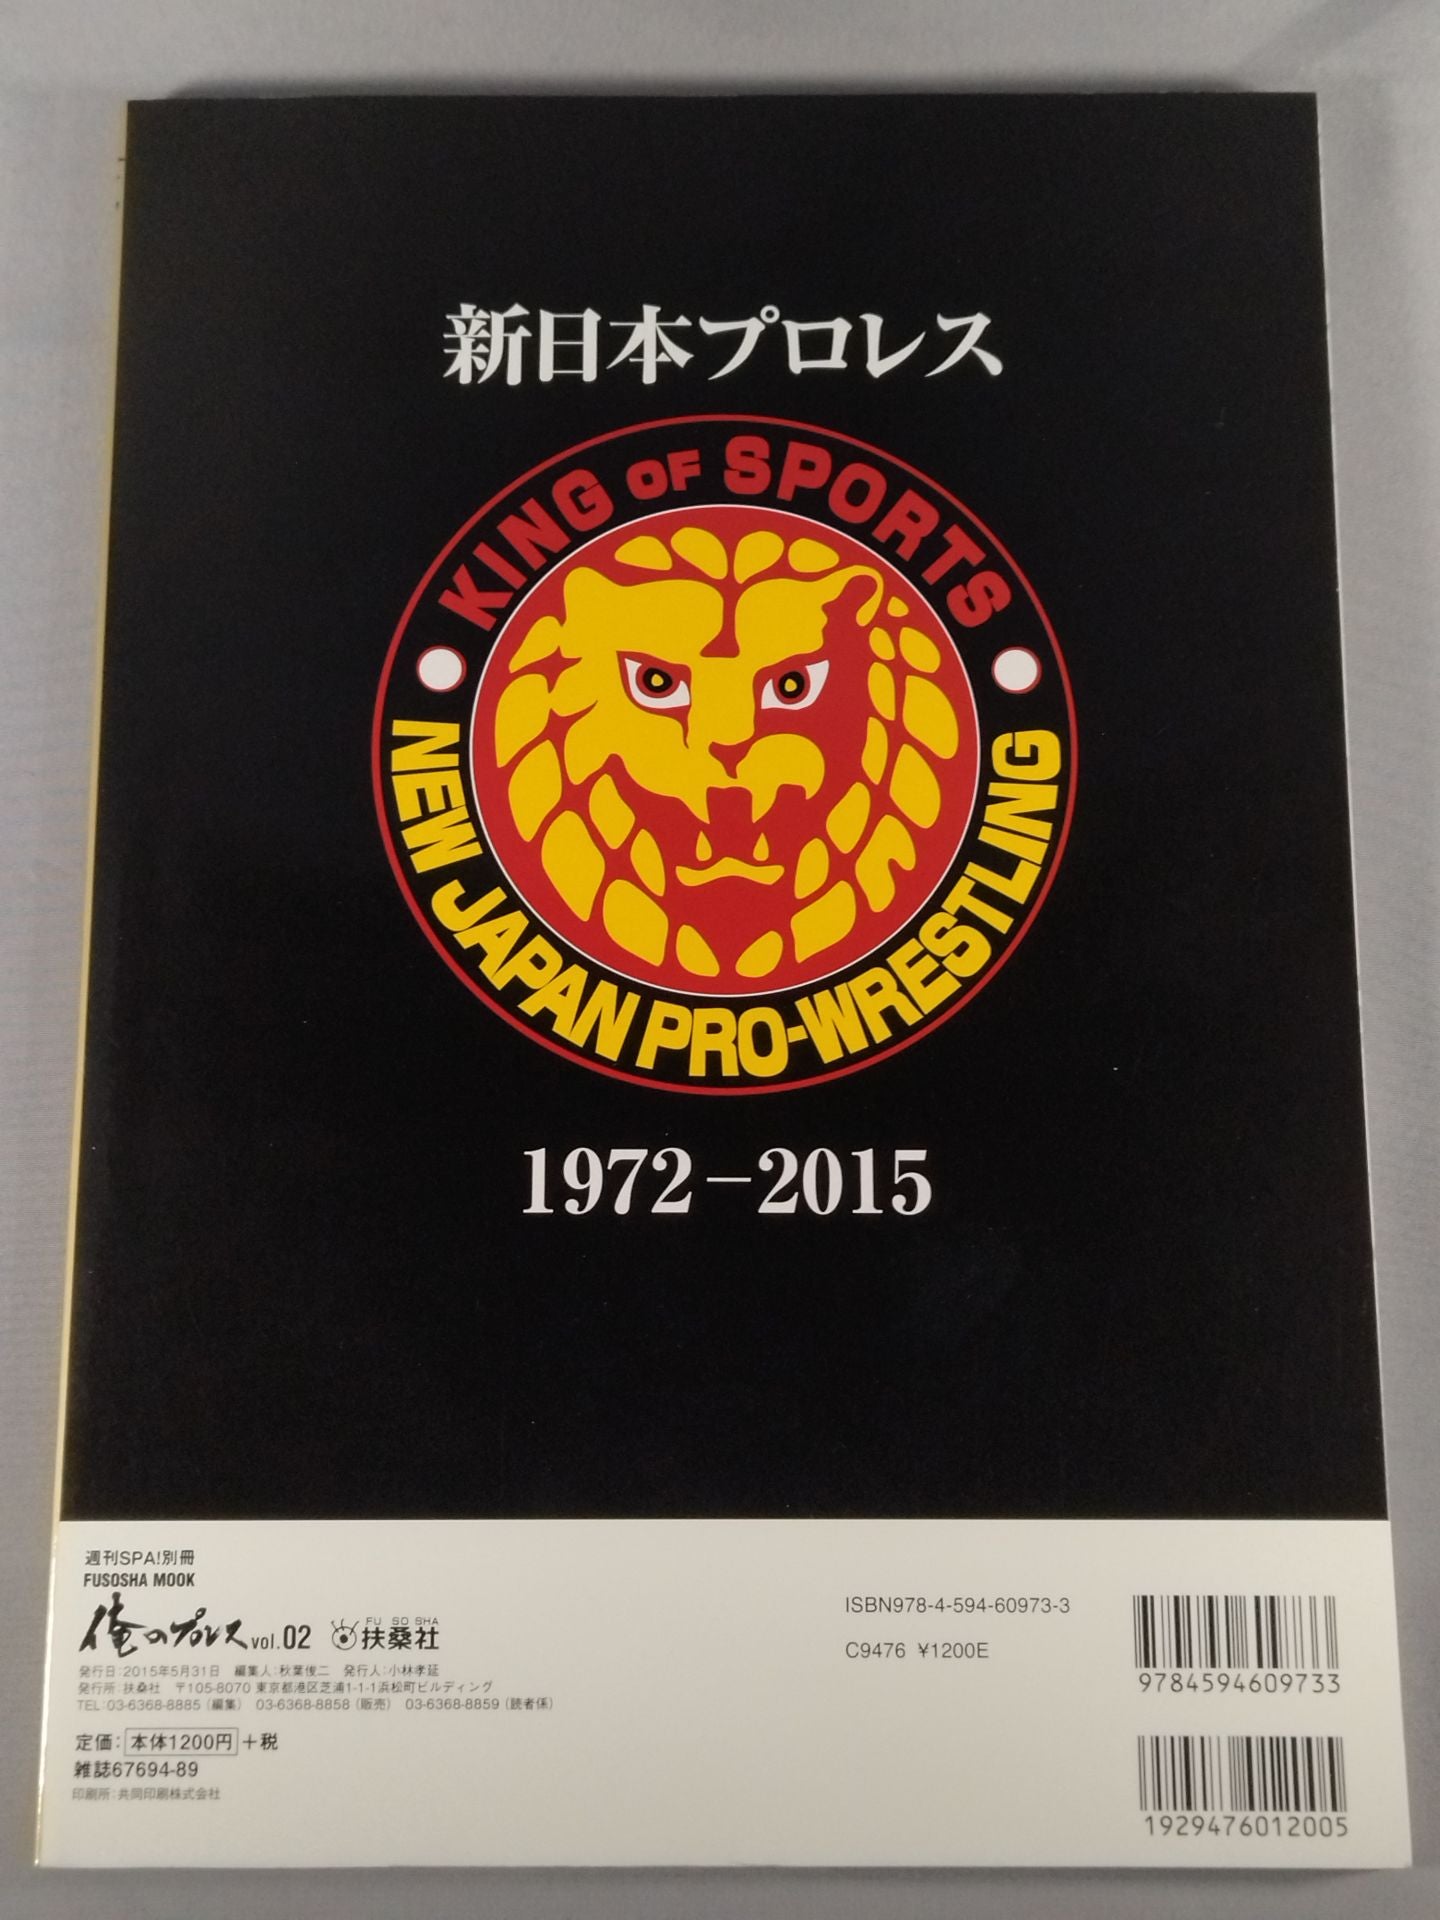 新日本プロレス
KING OF SPORTS
NEW JAPAN PRO-WRESTLING
1972-2015
週刊SPA!別冊
FUSOSHA MOOK
俺のプロレス vol.02
FU SO SHA
扶桑社
発行日:2015年5月31日 編集人:秋葉俊二 発行人:小林孝延
発行所:扶桑社 〒105-8070 東京都港区芝浦1-1-1浜松町ビルディング
TEL:03-6368-8885(編集) 03-6368-8858(販売) 03-6368-8859(読者係)
定価:本体1200円+税
雑誌67694-89
印刷所:共同印刷株式会社
ISBN978-4-594-60973-3
C9476 ¥1200E
9784594609733
1929476012005